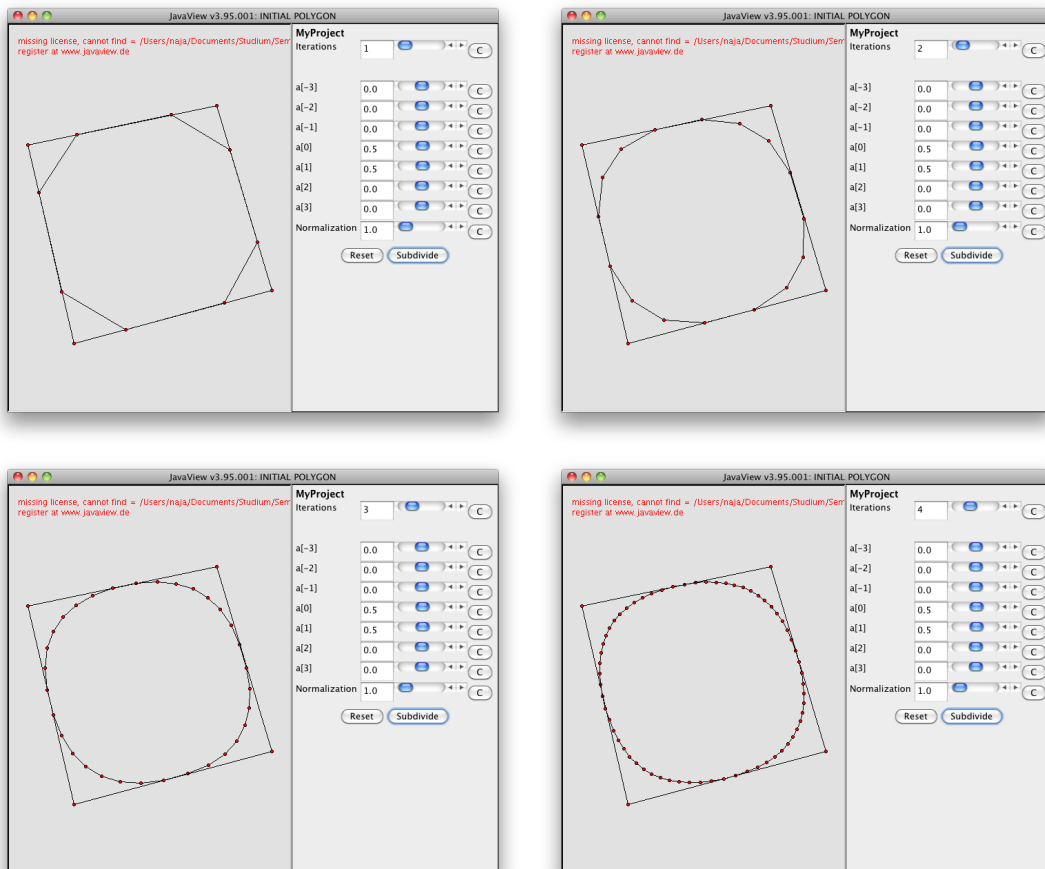 JavaView v3.95.001: INITIAL POLYGON
missing license, cannot find = /Users/naja/Documents/Studium/Sem
register at www.javaview.de
MyProject
Iterations 1 C
a[-3] 0.0 C
a[-2] 0.0 C
a[-1] 0.0 C
a[0] 0.5 C
a[1] 0.5 C
a[2] 0.0 C
a[3] 0.0 C
Normalization 1.0 C
Reset Subdivide
JavaView v3.95.001: INITIAL POLYGON
missing license, cannot find = /Users/naja/Documents/Studium/Sem
register at www.javaview.de
MyProject
Iterations 2 C
a[-3] 0.0 C
a[-2] 0.0 C
a[-1] 0.0 C
a[0] 0.5 C
a[1] 0.5 C
a[2] 0.0 C
a[3] 0.0 C
Normalization 1.0 C
Reset Subdivide
JavaView v3.95.001: INITIAL POLYGON
missing license, cannot find = /Users/naja/Documents/Studium/Sem
register at www.javaview.de
MyProject
Iterations 3 C
a[-3] 0.0 C
a[-2] 0.0 C
a[-1] 0.0 C
a[0] 0.5 C
a[1] 0.5 C
a[2] 0.0 C
a[3] 0.0 C
Normalization 1.0 C
Reset Subdivide
JavaView v3.95.001: INITIAL POLYGON
missing license, cannot find = /Users/naja/Documents/Studium/Sem
register at www.javaview.de
MyProject
Iterations 4 C
a[-3] 0.0 C
a[-2] 0.0 C
a[-1] 0.0 C
a[0] 0.5 C
a[1] 0.5 C
a[2] 0.0 C
a[3] 0.0 C
Normalization 1.0 C
Reset Subdivide